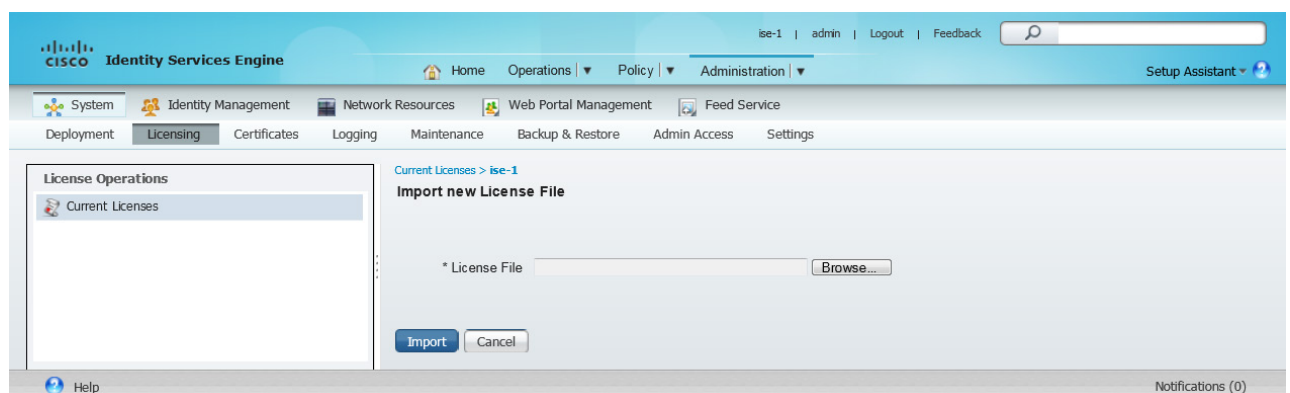 ise-1 | admin | Logout | Feedback
CISCO Identity Services Engine
Home Operations | ▼ Policy | ▼ Administration | ▼
Setup Assistant ▾
System Identity Management Network Resources Web Portal Management Feed Service
Deployment Licensing Certificates Logging Maintenance Backup & Restore Admin Access Settings
License Operations
Current Licenses
Current Licenses > ise-1
Import new License File
* License File Browse...
Import Cancel
Help Notifications (0)